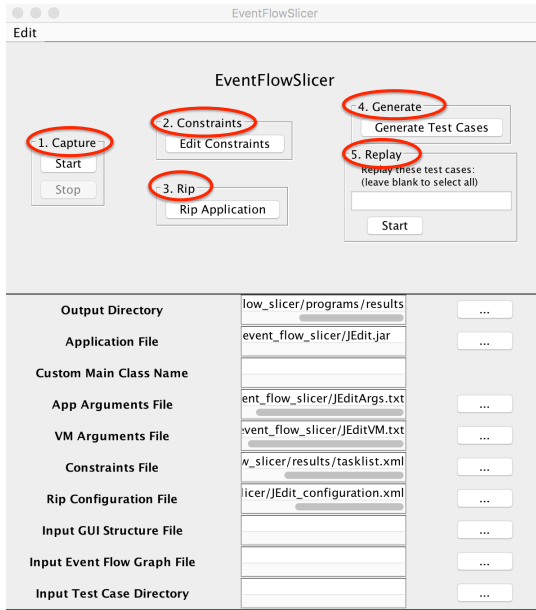 EventFlowSlicer
Edit
EventFlowSlicer
1. Capture
Start
Stop
2. Constraints
Edit Constraints
3. Rip
Rip Application
4. Generate
Generate Test Cases
5. Replay
Replay these test cases:
(leave blank to select all)
Start
Output Directory low_slicer/programs/results ...
Application File event_flow_slicer/JEdit.jar ...
Custom Main Class Name
App Arguments File ent_flow_slicer/JEditArgs.txt ...
VM Arguments File event_flow_slicer/JEditVM.txt ...
Constraints File w_slicer/results/tasklist.xml ...
Rip Configuration File licer/JEdit_configuration.xml ...
Input GUI Structure File ...
Input Event Flow Graph File ...
Input Test Case Directory ...